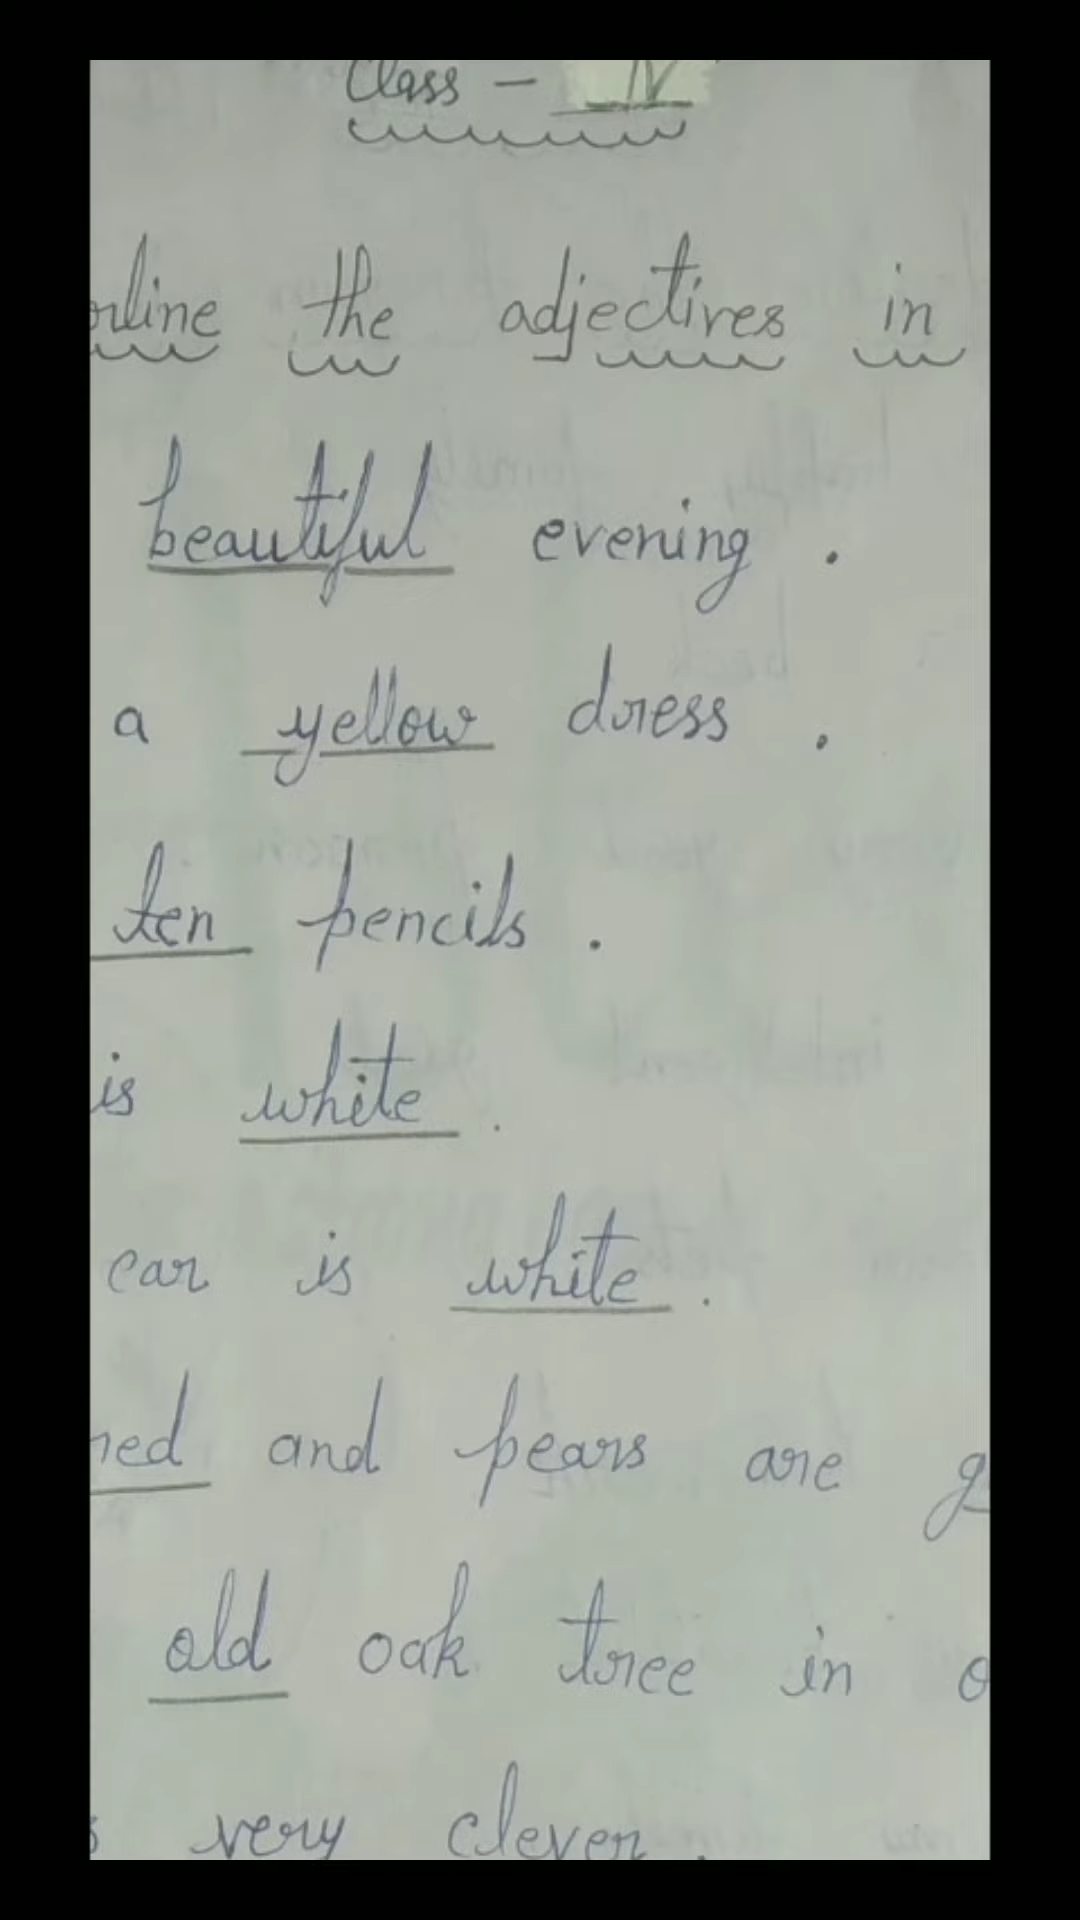 Class - IV
the adjectives in
beautiful evening .
a yellow dress .
ten pencils .
is white .
car is white .
red and pears are
old oak tree in
very clever .